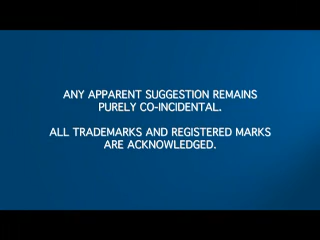 ANY APPARENT SUGGESTION REMAINS
PURELY CO-INCIDENTAL.
ALL TRADEMARKS AND REGISTERED MARKS
ARE ACKNOWLEDGED.